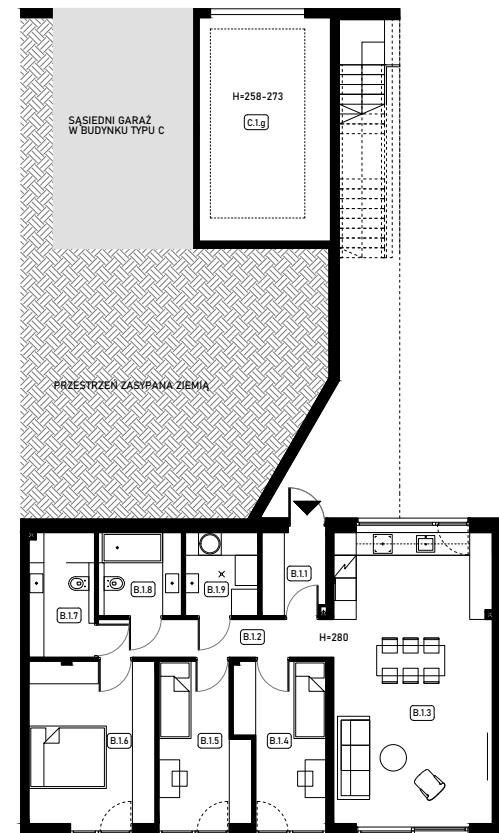 H=258-273
C.1.g
SĄSIEDNI GARAŻ
W BUDYNKU TYPU C
PRZESTRZEŃ ZASYPANA ZIEMIĄ
B.1.1
B.1.8
B.1.9
B.1.7
B.1.2
H=280
B.1.3
B.1.6
B.1.5
B.1.4